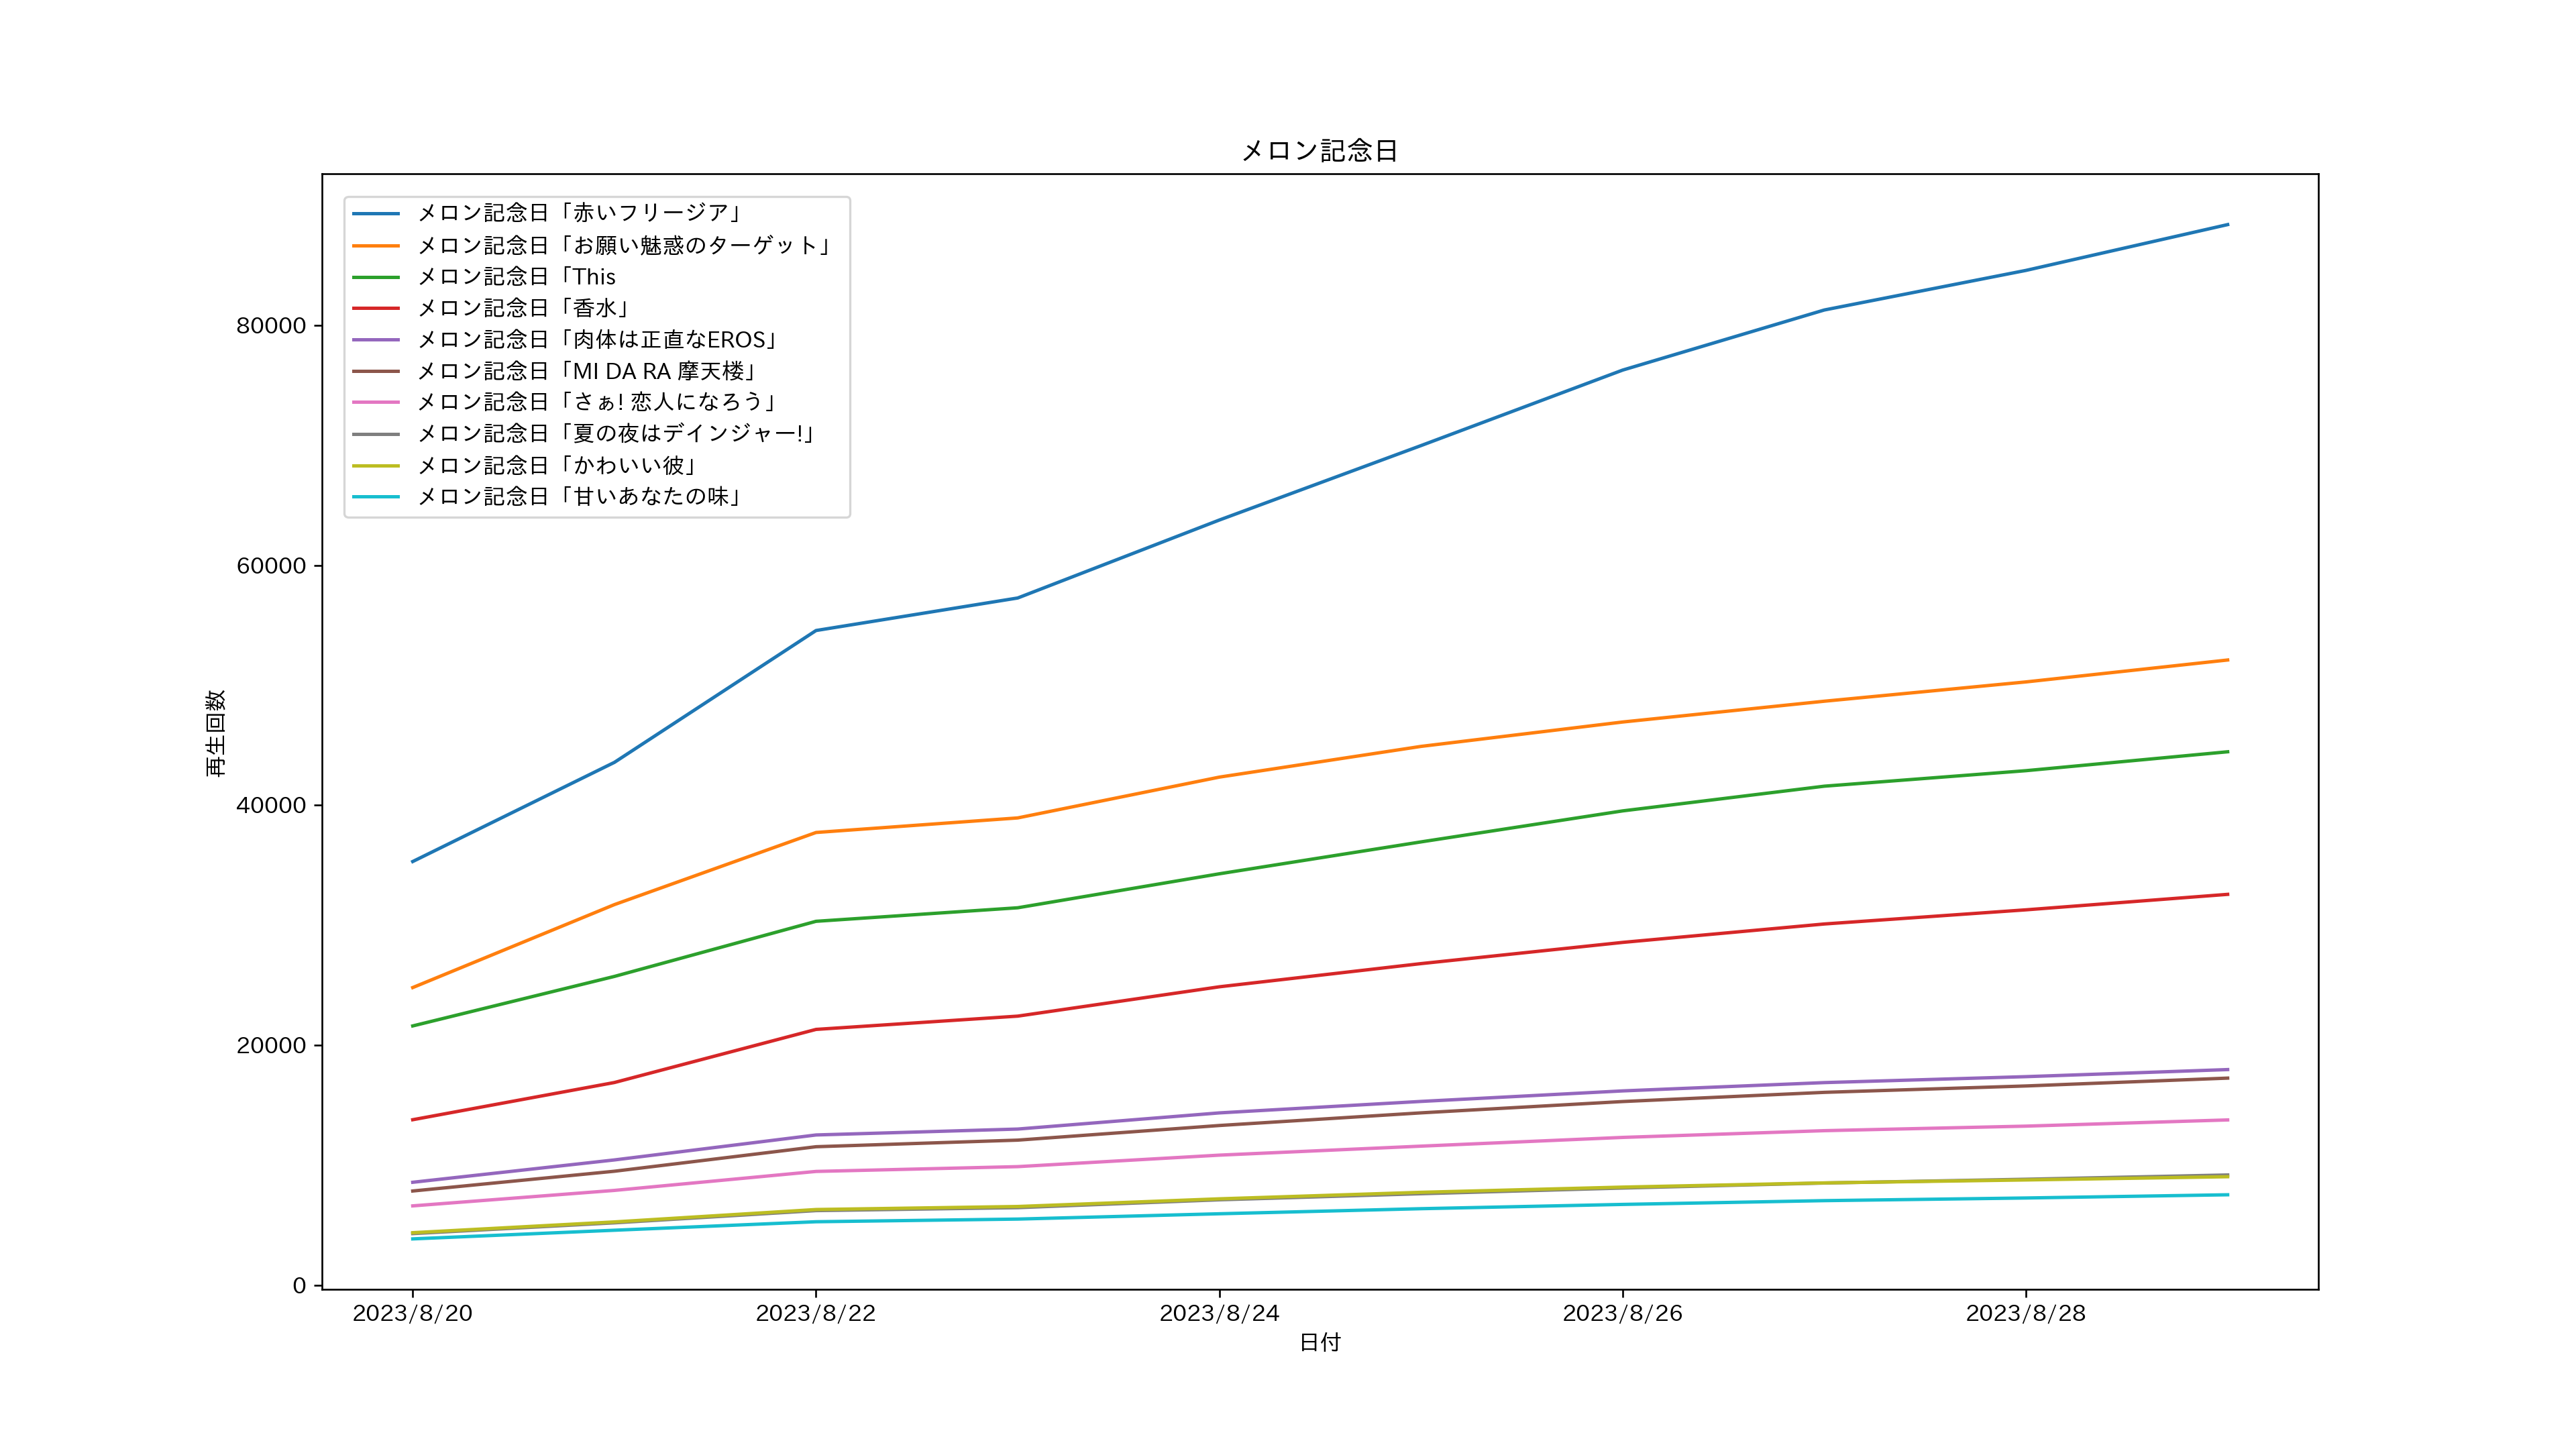 メロン記念日
メロン記念日「赤いフリージア」
メロン記念日「お願い魅惑のターゲット」
メロン記念日「This
メロン記念日「香水」
メロン記念日「肉体は正直なEROS」
メロン記念日「MI DA RA 摩天楼」
メロン記念日「さぁ! 恋人になろう」
メロン記念日「夏の夜はデインジャー!」
メロン記念日「かわいい彼」
メロン記念日「甘いあなたの味」
80000
60000
40000
20000
0
再生回数
2023/8/20 2023/8/22 2023/8/24 2023/8/26 2023/8/28
日付